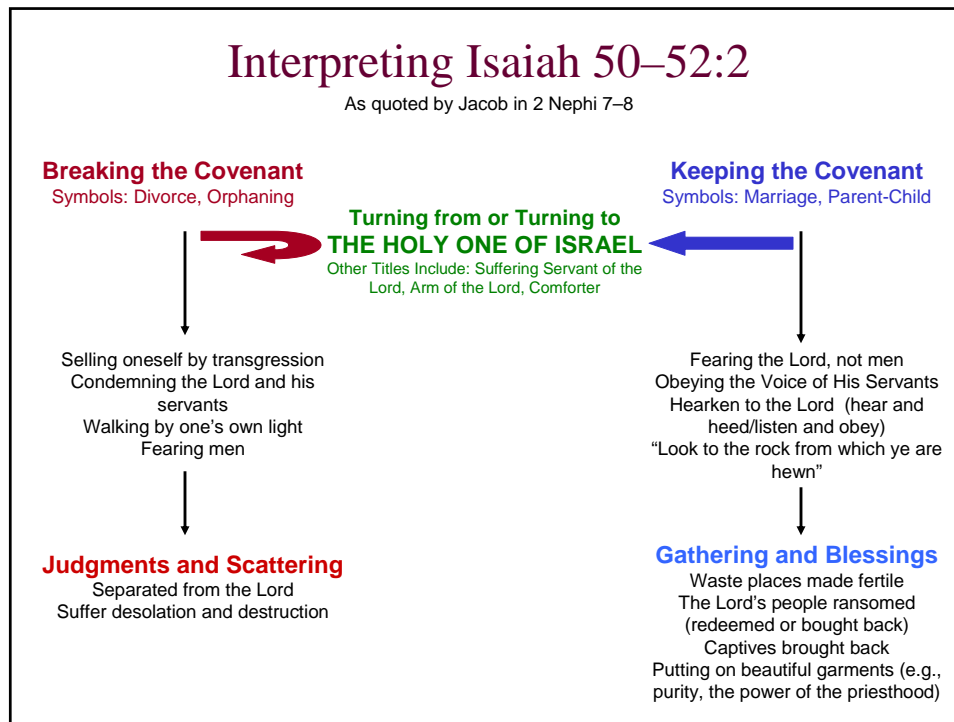 Interpreting Isaiah 50–52:2
As quoted by Jacob in 2 Nephi 7–8
Breaking the Covenant
Symbols: Divorce, Orphaning
Keeping the Covenant
Symbols: Marriage, Parent-Child
Turning from or Turning to
THE HOLY ONE OF ISRAEL
Other Titles Include: Suffering Servant of the
Lord, Arm of the Lord, Comforter
Selling oneself by transgression
Condemning the Lord and his
servants
Walking by one’s own light
Fearing men
Fearing the Lord, not men
Obeying the Voice of His Servants
Hearken to the Lord (hear and
heed/listen and obey)
“Look to the rock from which ye are
hewn”
Judgments and Scattering
Separated from the Lord
Suffer desolation and destruction
Gathering and Blessings
Waste places made fertile
The Lord’s people ransomed
(redeemed or bought back)
Captives brought back
Putting on beautiful garments (e.g.,
purity, the power of the priesthood)